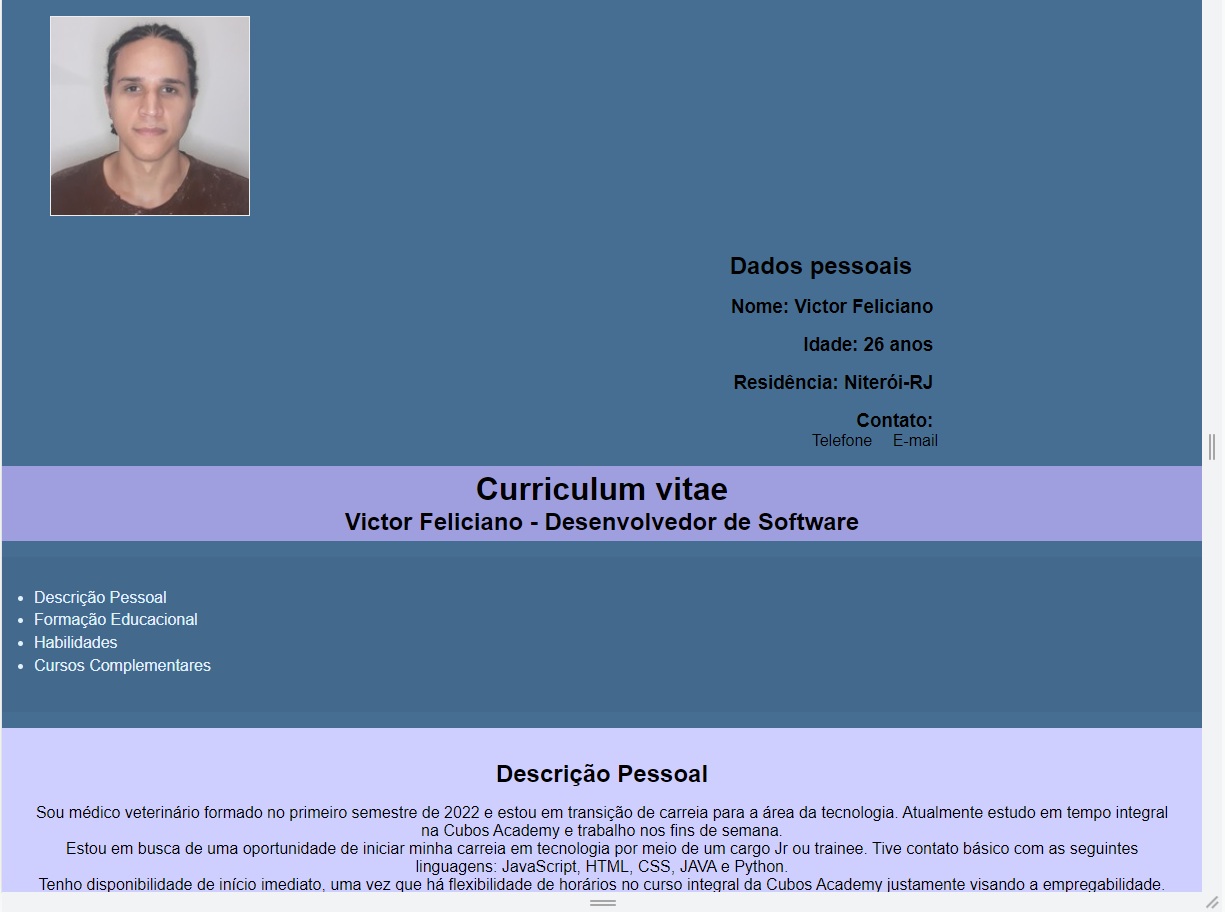 Dados pessoais
Nome: Victor Feliciano
Idade: 26 anos
Residência: Niterói-RJ
Contato:
Telefone E-mail
Curriculum vitae
Victor Feliciano - Desenvolvedor de Software
Descrição Pessoal
Formação Educacional
Habilidades
Cursos Complementares
Descrição Pessoal
Sou médico veterinário formado no primeiro semestre de 2022 e estou em transição de carreia para a área da tecnologia. Atualmente estudo em tempo integral
na Cubos Academy e trabalho nos fins de semana.
Estou em busca de uma oportunidade de iniciar minha carreia em tecnologia por meio de um cargo Jr ou trainee. Tive contato básico com as seguintes
linguagens: JavaScript, HTML, CSS, JAVA e Python.
Tenho disponibilidade de início imediato, uma vez que há flexibilidade de horários no curso integral da Cubos Academy justamente visando a empregabilidade.